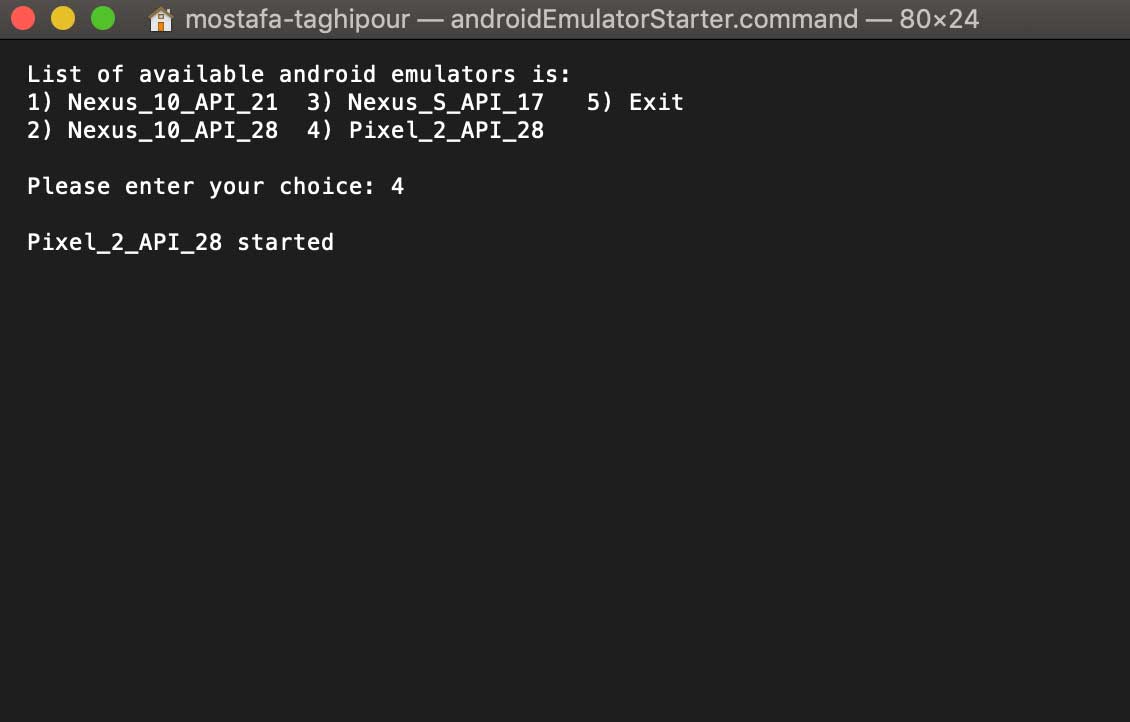 mostafa-taghipour — androidEmulatorStarter.command — 80×24
List of available android emulators is:
1) Nexus_10_API_21  3) Nexus_S_API_17   5) Exit
2) Nexus_10_API_28  4) Pixel_2_API_28
Please enter your choice: 4
Pixel_2_API_28 started